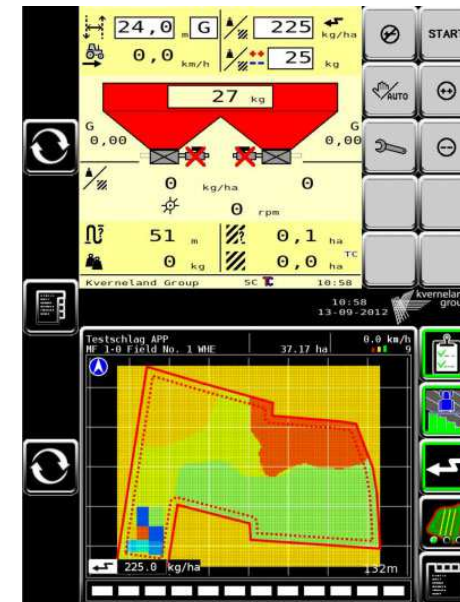 24,0 m G 225 kg/ha
START
0,0 km/h 25 kg
27 kg
AUTO
G G
0,00 0,00
0 kg/ha 0
0 rpm
51 m 0,1 ha
0 kg 0,0 ha TC
Kverneland Group SC TC 10:58
10:58
13-09-2012
kverneland
grou
Testschlag APP 0.0 km/h
MF 1-0 Field No. 1 WHE 37.17 ha 9
225.0 kg/ha
132m